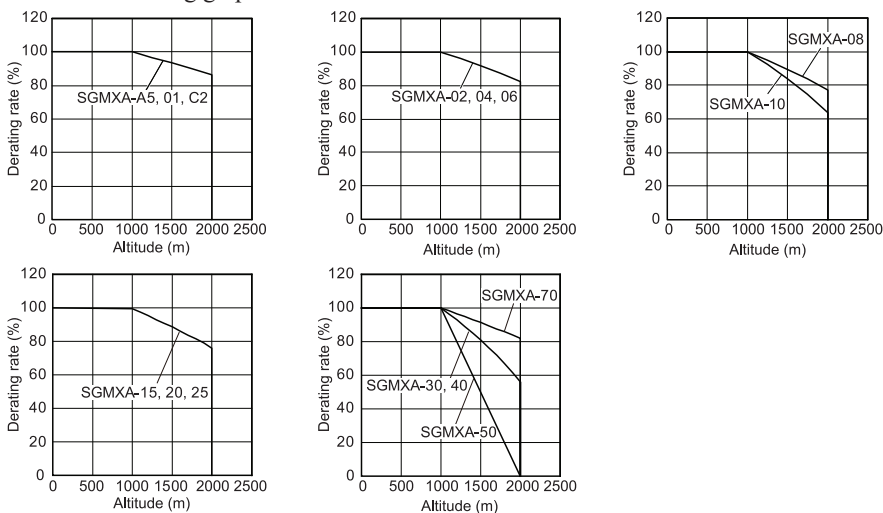 Derating rate (%)
120
100
80
60
40
20
0
SGMXA-A5, 01, C2
0 500 1000 1500 2000 2500
Altitude (m)
Derating rate (%)
120
100
80
60
40
20
0
SGMXA-02, 04, 06
0 500 1000 1500 2000 2500
Altitude (m)
Derating rate (%)
120
100
80
60
40
20
0
SGMXA-08
SGMXA-10
0 500 1000 1500 2000 2500
Altitude (m)
Derating rate (%)
120
100
80
60
40
20
0
SGMXA-15, 20, 25
0 500 1000 1500 2000 2500
Altitude (m)
Derating rate (%)
120
100
80
60
40
20
0
SGMXA-70
SGMXA-30, 40
SGMXA-50
0 500 1000 1500 2000 2500
Altitude (m)